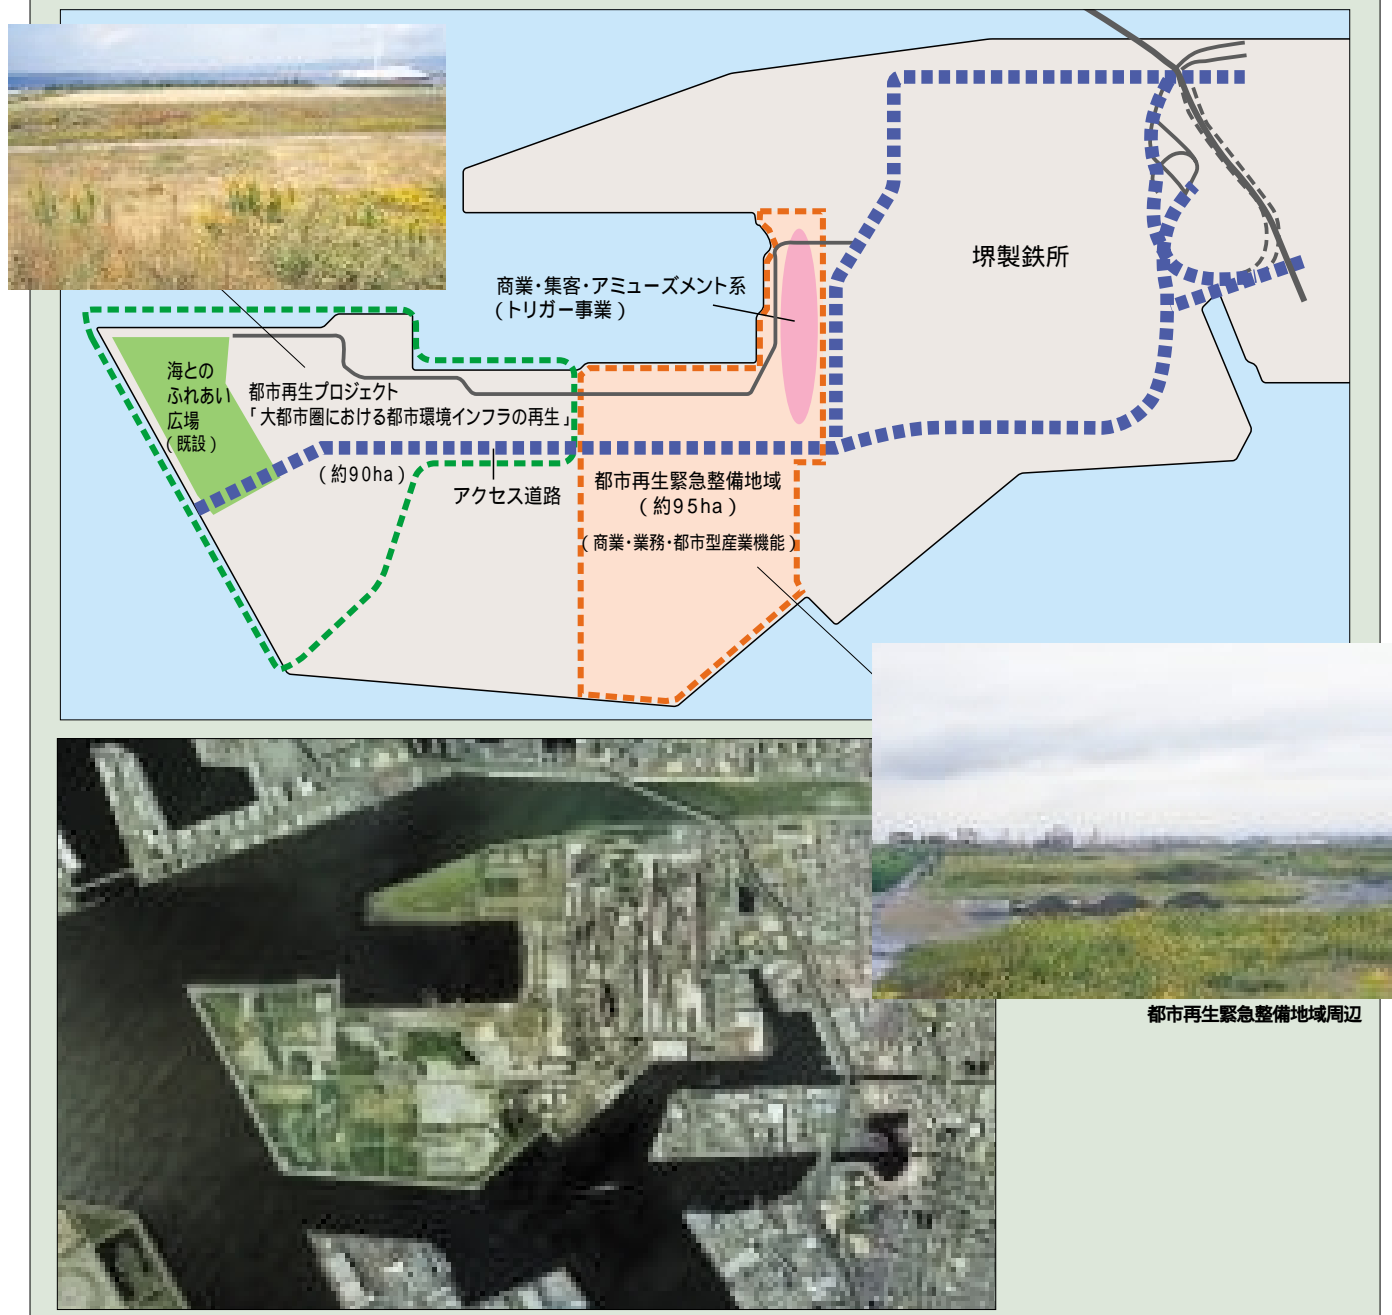 堺製鉄所
商業・集客・アミューズメント系
（トリガー事業）
海との
ふれあい
広場
（既設）
都市再生プロジェクト
「大都市圏における都市環境インフラの再生」
（約90ha）
アクセス道路
都市再生緊急整備地域
（約95ha）
（商業・業務・都市型産業機能）
都市再生緊急整備地域周辺